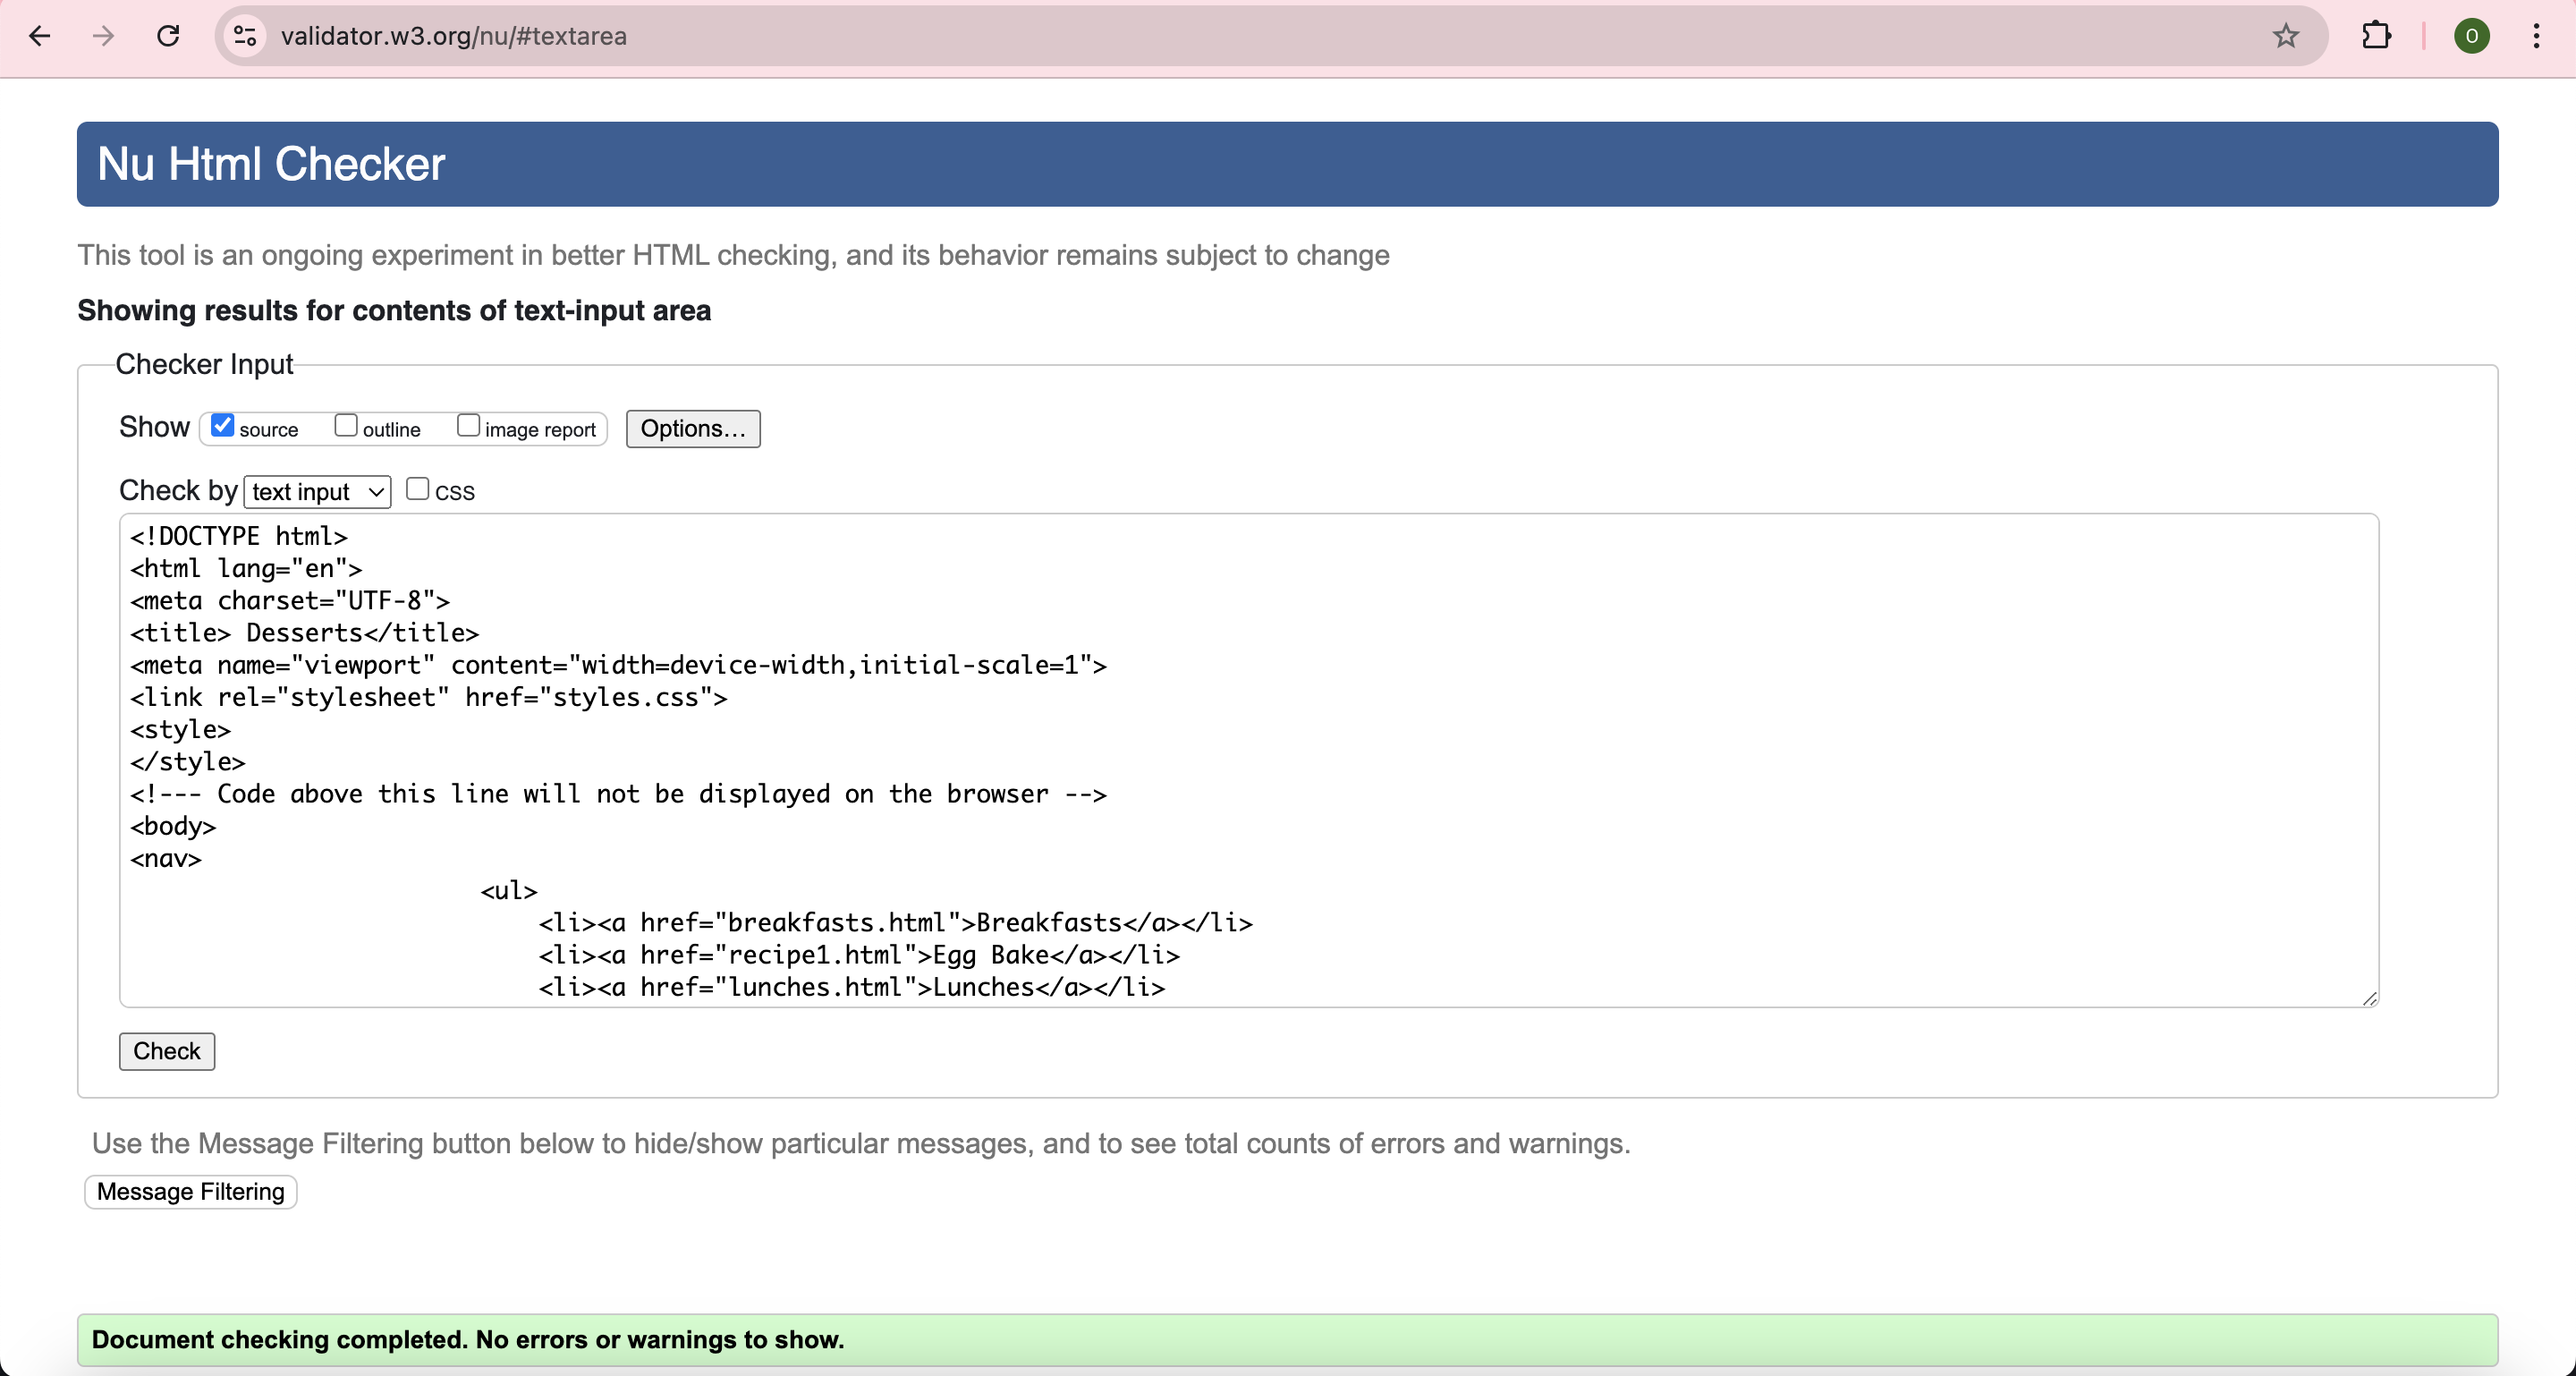 validator.w3.org/nu/#textarea
O
Nu Html Checker
This tool is an ongoing experiment in better HTML checking, and its behavior remains subject to change
Showing results for contents of text-input area
Checker Input
Show source outline image report Options...
Check by text input CSS
<!DOCTYPE html>
<html lang="en">
<meta charset="UTF-8">
<title> Desserts</title>
<meta name="viewport" content="width=device-width,initial-scale=1">
<link rel="stylesheet" href="styles.css">
<style>
</style>
<!--- Code above this line will not be displayed on the browser -->
<body>
<nav>
<ul>
<li><a href="breakfasts.html">Breakfasts</a></li>
<li><a href="recipe1.html">Egg Bake</a></li>
<li><a href="lunches.html">Lunches</a></li>
Check
Use the Message Filtering button below to hide/show particular messages, and to see total counts of errors and warnings.
Message Filtering
Document checking completed. No errors or warnings to show.